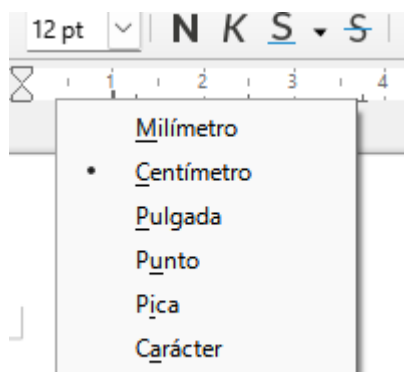 12 pt N K S S
1 2 3 4
Milímetro
Centímetro
Pulgada
Punto
Pica
Carácter